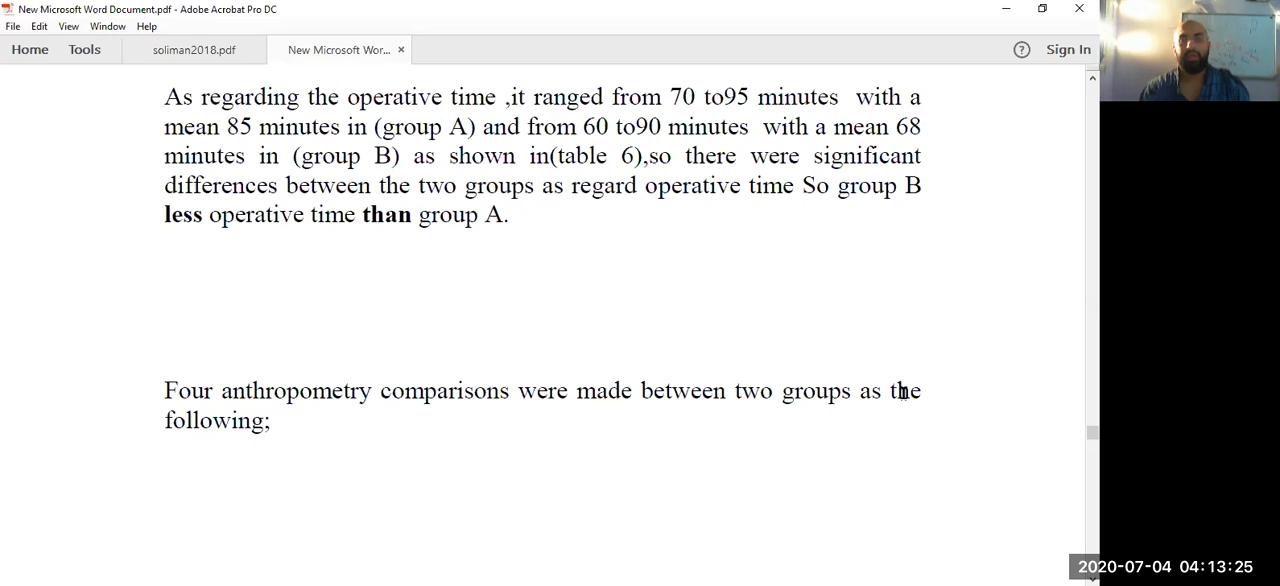 New Microsoft Word Document.pdf - Adobe Acrobat Pro DC
File Edit View Window Help
Home Tools soliman2018.pdf New Microsoft Wor... × ? Sign In
As regarding the operative time ,it ranged from 70 to95 minutes with a
mean 85 minutes in (group A) and from 60 to90 minutes with a mean 68
minutes in (group B) as shown in(table 6),so there were significant
differences between the two groups as regard operative time So group B
less operative time than group A.
Four anthropometry comparisons were made between two groups as the
following;
2020-07-04 04:13:25